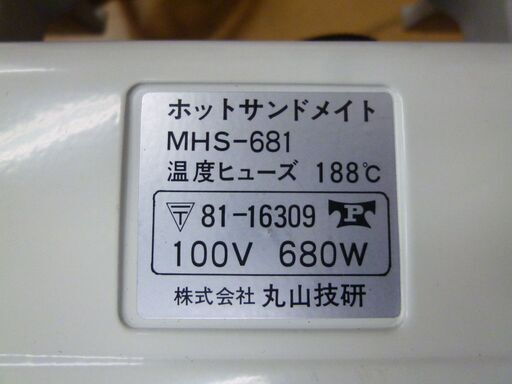 ホットサンドメイト
MHS-681
温度ヒューズ 188℃
〒 81-16309 P
100V 680W
株式会社 丸山技研